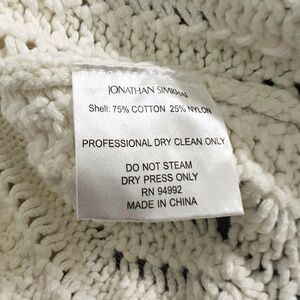 JONATHAN SIMKHAI
Shell: 75% COTTON 25% NYLON
PROFESSIONAL DRY CLEAN ONLY
DO NOT STEAM
DRY PRESS ONLY
RN 94992
MADE IN CHINA